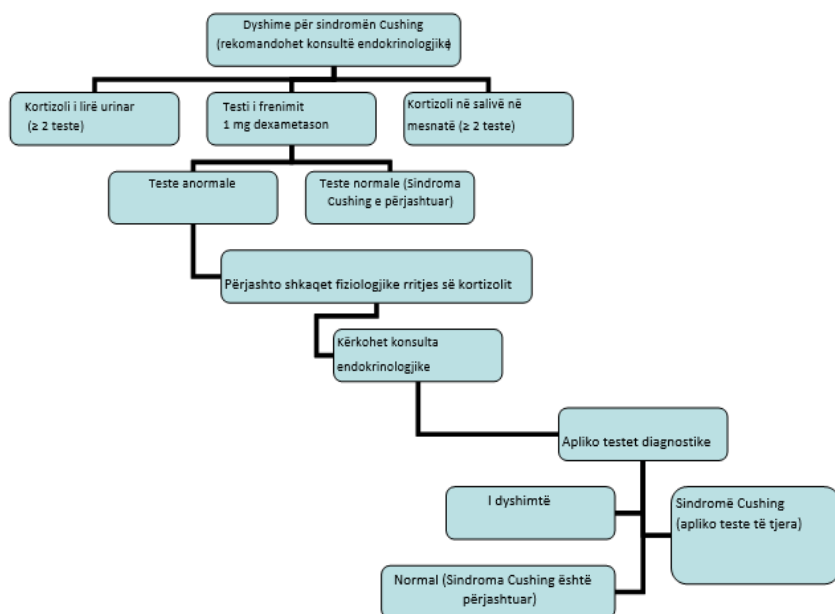 Dyshime për sindromën Cushing
(rekomandohet konsultë endokrinologjike)
Kortizoli i lirë urinar
(≥ 2 teste)
Testi i frenimit
1 mg dexametason
Kortizoli në salivë në
mesnatë (≥ 2 teste)
Teste anormale
Teste normale (Sindroma
Cushing e përjashtuar)
Përjashto shkaqet fiziologjike rritjes së kortizolit
Kërkohet konsulta
endokrinologjike
Apliko testet diagnostike
I dyshimtë
Sindromë Cushing
(apliko teste të tjera)
Normal (Sindroma Cushing është
përjashtuar)